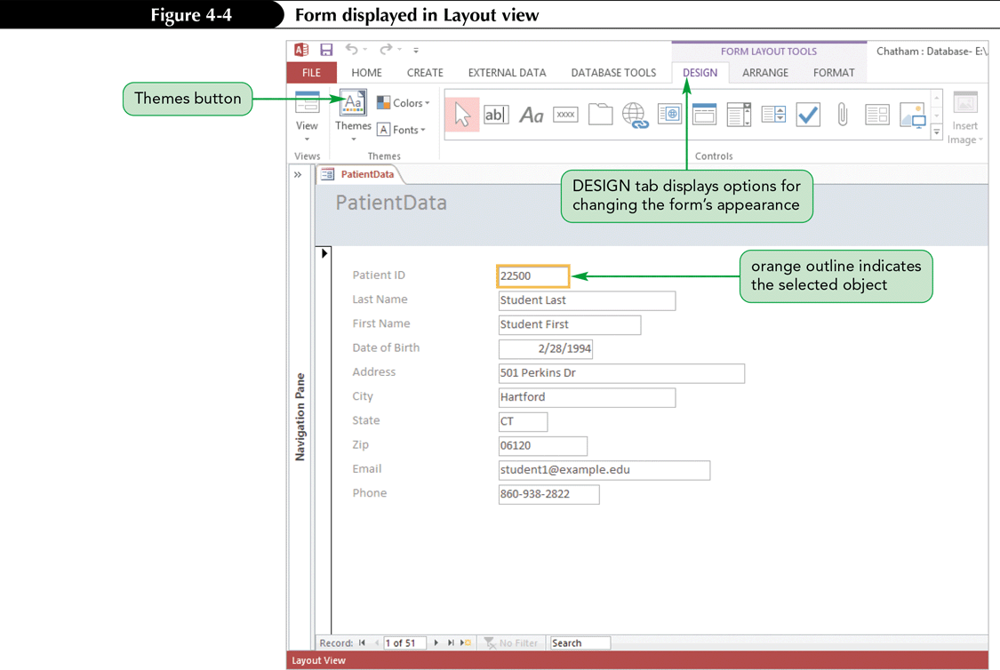 Figure 4-4 Form displayed in Layout view
FORM LAYOUT TOOLS Chatham : Database- E:\
FILE HOME CREATE EXTERNAL DATA DATABASE TOOLS DESIGN ARRANGE FORMAT
Themes button
View
Views
Aa
Themes
Colors
A Fonts
Themes
ab|
Aa
xxxx
Controls
Insert
Image
PatientData
DESIGN tab displays options for
changing the form's appearance
PatientData
orange outline indicates
the selected object
Patient ID 22500
Last Name Student Last
First Name Student First
Date of Birth 2/28/1994
Address 501 Perkins Dr
City Hartford
State CT
Zip 06120
Email student1@example.edu
Phone 860-938-2822
Navigation Pane
Record: 1 of 51 No Filter Search
Layout View